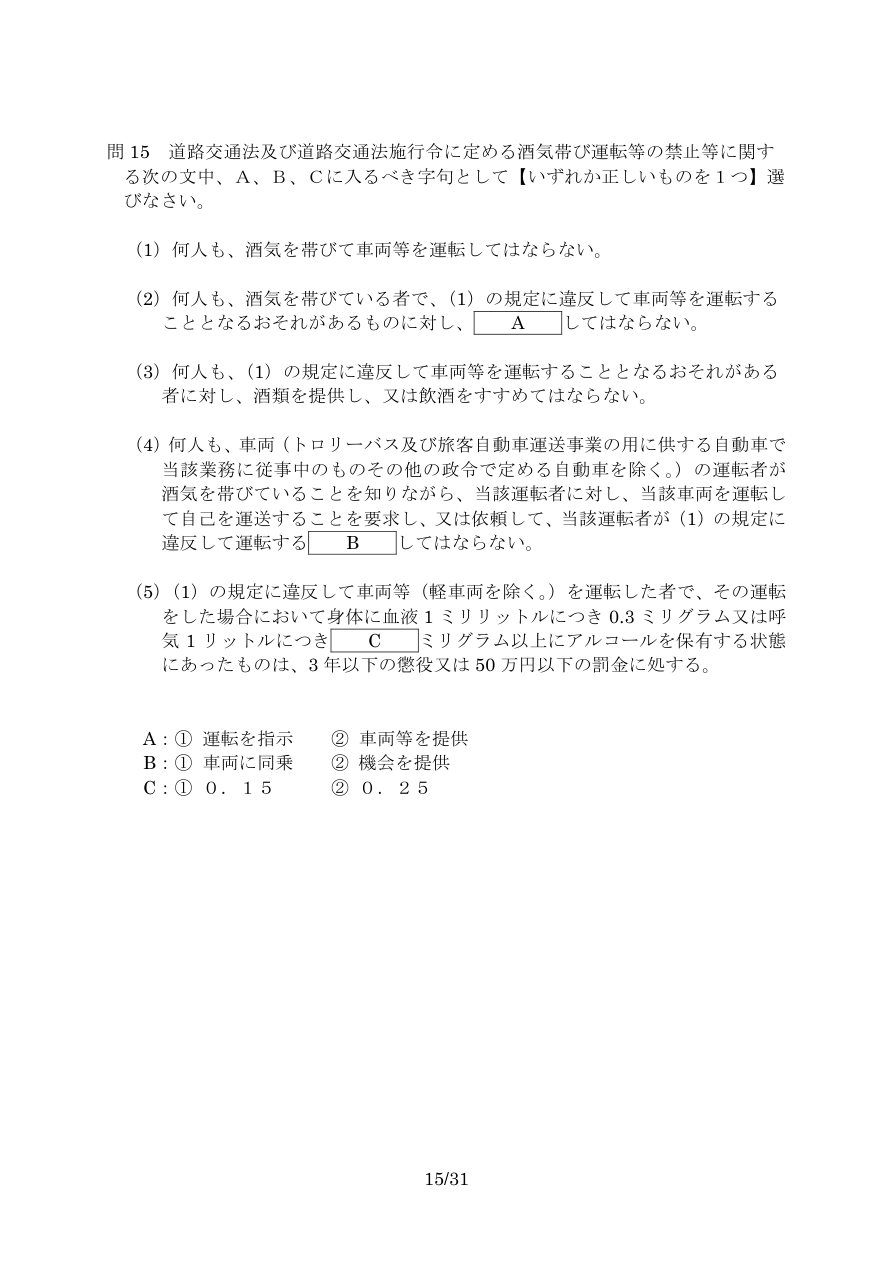 問 15 道路交通法及び道路交通法施行令に定める酒気帯び運転等の禁止等に関す
る次の文中、A、B、Cに入るべき字句として【いずれか正しいものを１つ】選
びなさい。
(1) 何人も、酒気を帯びて車両等を運転してはならない。
(2) 何人も、酒気を帯びている者で、(1) の規定に違反して車両等を運転する
こととなるおそれがあるものに対し、 A してはならない。
(3) 何人も、(1) の規定に違反して車両等を運転することとなるおそれがある
者に対し、酒類を提供し、又は飲酒をすすめてはならない。
(4) 何人も、車両（トロリーバス及び旅客自動車運送事業の用に供する自動車で
当該業務に従事中のものその他の政令で定める自動車を除く。）の運転者が
酒気を帯びていることを知りながら、当該運転者に対し、当該車両を運転し
て自己を運送することを要求し、又は依頼して、当該運転者が (1) の規定に
違反して運転する B してはならない。
(5) (1) の規定に違反して車両等（軽車両を除く。）を運転した者で、その運転
をした場合において身体に血液 1 ミリリットルにつき 0.3 ミリグラム又は呼
気 1 リットルにつき C ミリグラム以上にアルコールを保有する状態
にあったものは、3 年以下の懲役又は 50 万円以下の罰金に処する。
A：① 運転を指示 ② 車両等を提供
B：① 車両に同乗 ② 機会を提供
C：① ０．１５ ② ０．２５
15/31